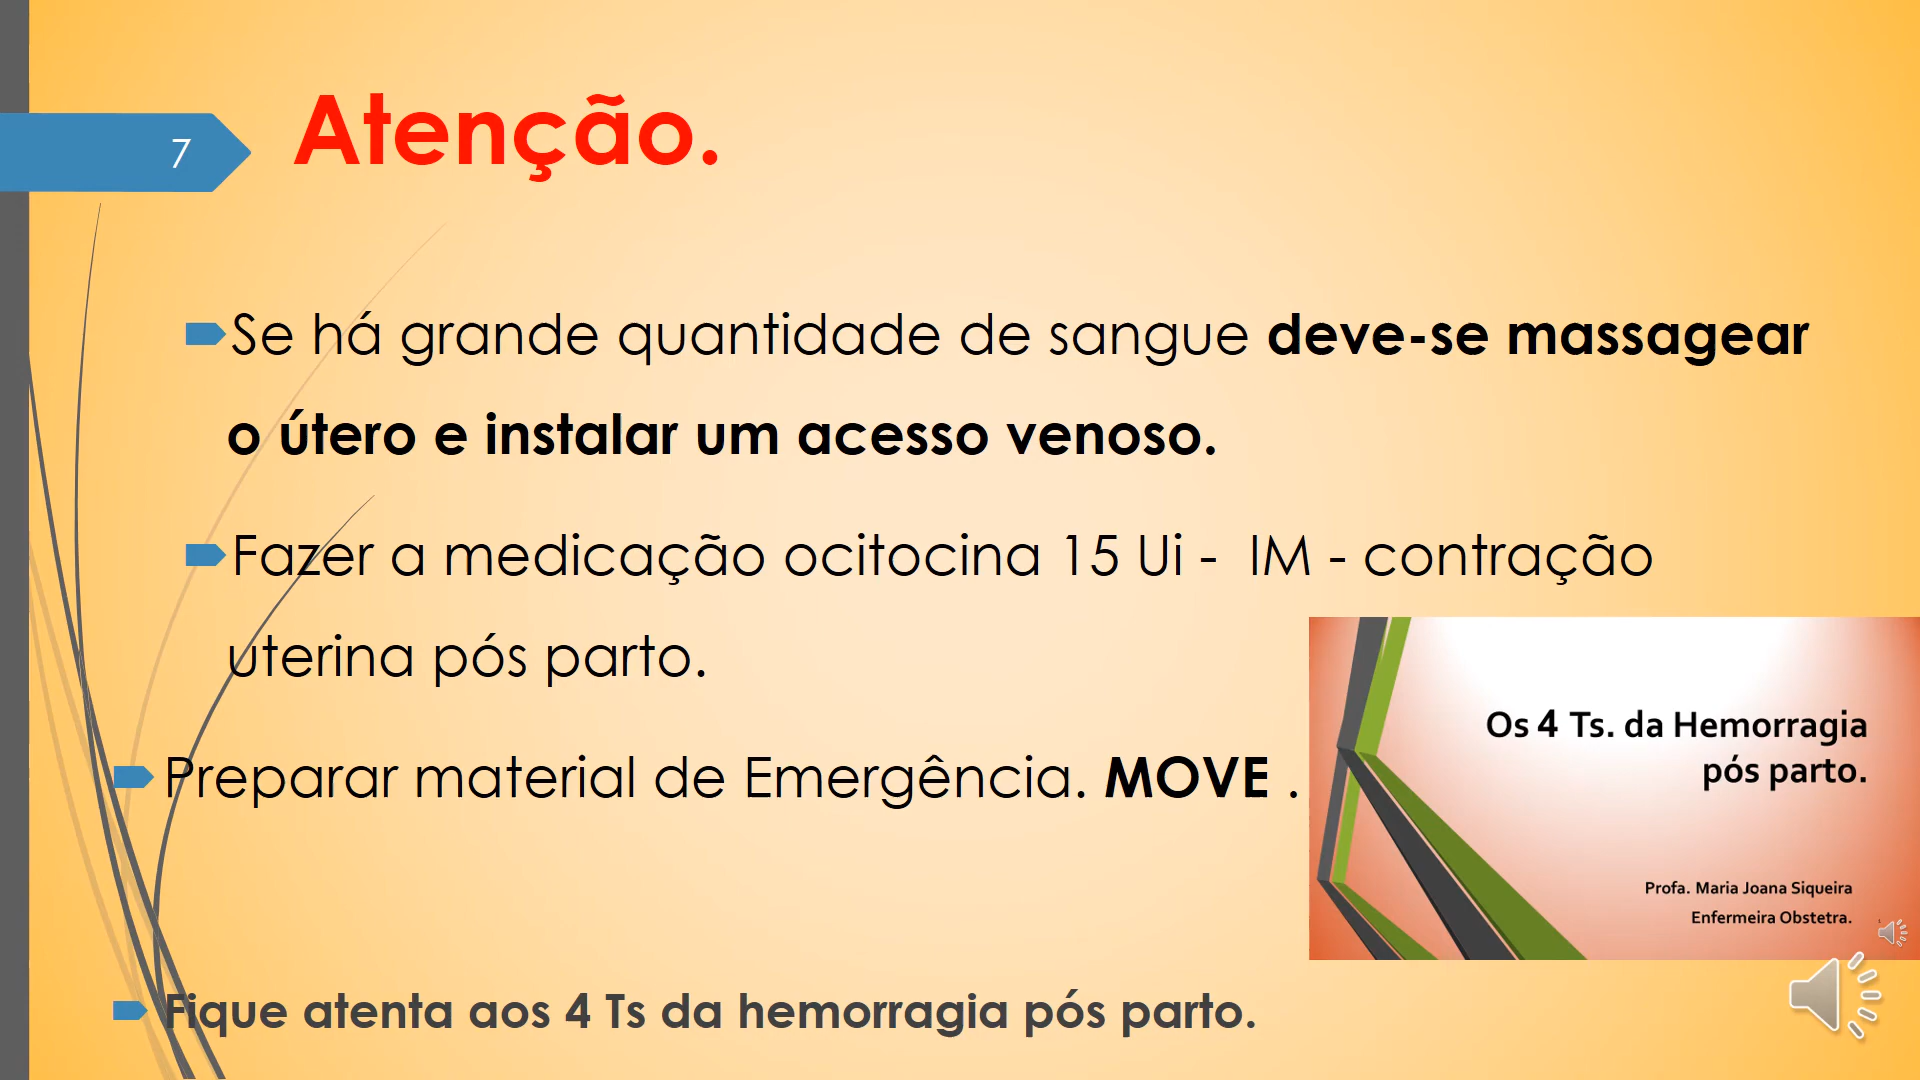 7
Atenção.
Se há grande quantidade de sangue deve-se massagear
o útero e instalar um acesso venoso.
Fazer a medicação ocitocina 15 Ui - IM - contração
uterina pós parto.
Preparar material de Emergência. MOVE .
Os 4 Ts. da Hemorragia
pós parto.
Profa. Maria Joana Siqueira
Enfermeira Obstetra.
Fique atenta aos 4 Ts da hemorragia pós parto.